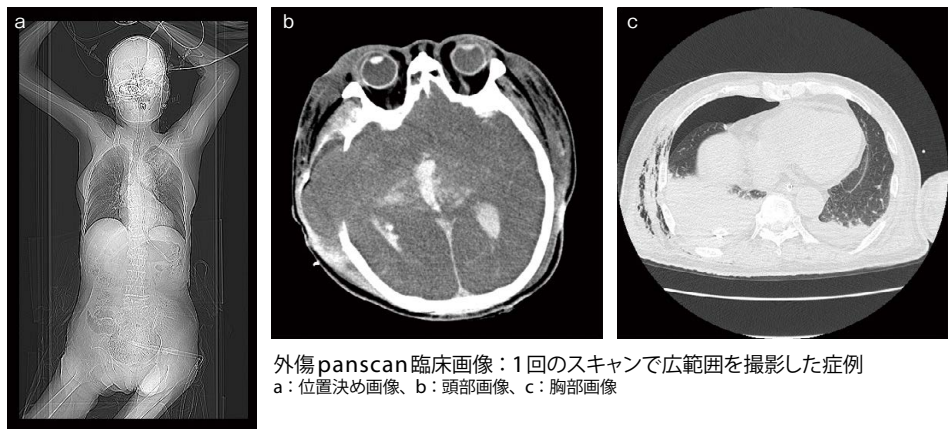 a
b
c
外傷panscan臨床画像：1回のスキャンで広範囲を撮影した症例
a：位置決め画像、b：頭部画像、c：胸部画像